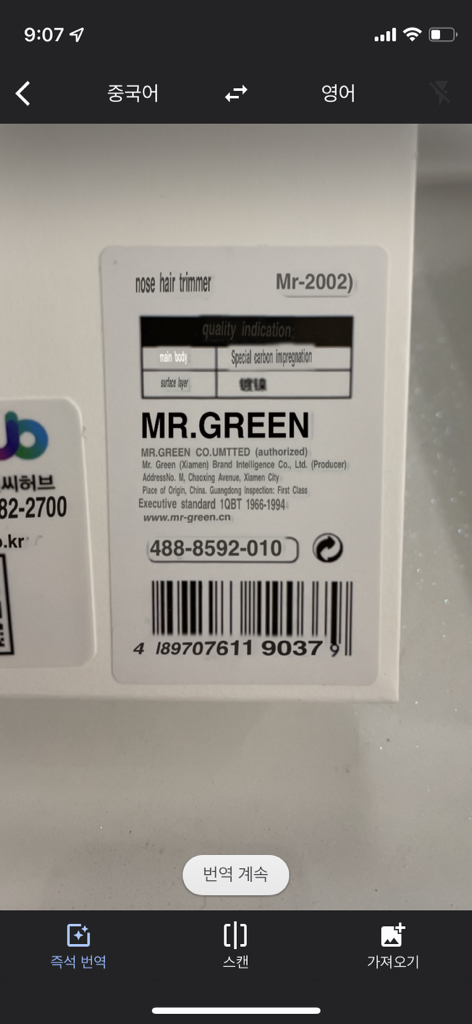 9:07
중국어
영어
nose hair trimmer
Mr-2002)
quality indication;
main body
Special carbon impregnation
surface layer
镀镍
MR.GREEN
MR.GREEN CO.UMTTED (authorized)
Mr. Green (Xiamen) Brand Intelligence Co., Ltd. (Producer)
AddressNo. M, Chaoxing Avenue, Xiamen City
Place of Origin, China. Guangdong Inspection: First Class
Executive standard 1QBT 1966-1994
www.mr-green.cn
488-8592-010
4 189707611 9037 9
씨허브
82-2700
o.kr
번역 계속
즉석 번역
스캔
가져오기